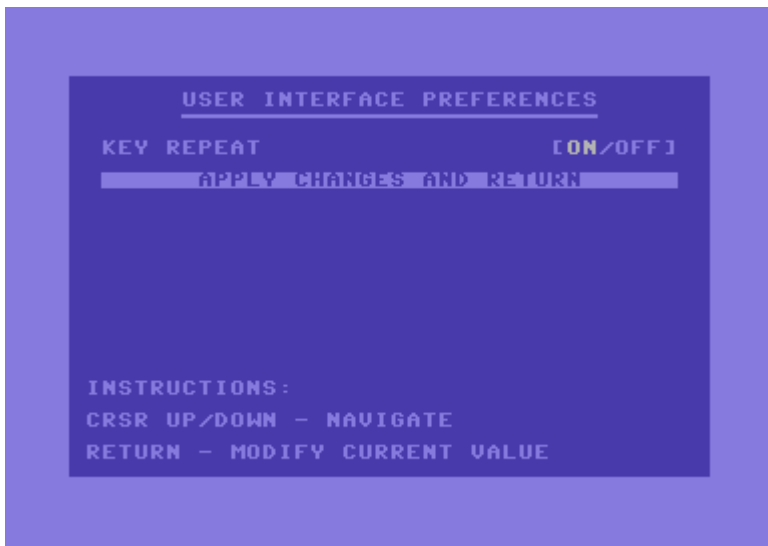 USER INTERFACE PREFERENCES
KEY REPEAT [ON/OFF]
APPLY CHANGES AND RETURN
INSTRUCTIONS:
CRSR UP/DOWN - NAVIGATE
RETURN - MODIFY CURRENT VALUE